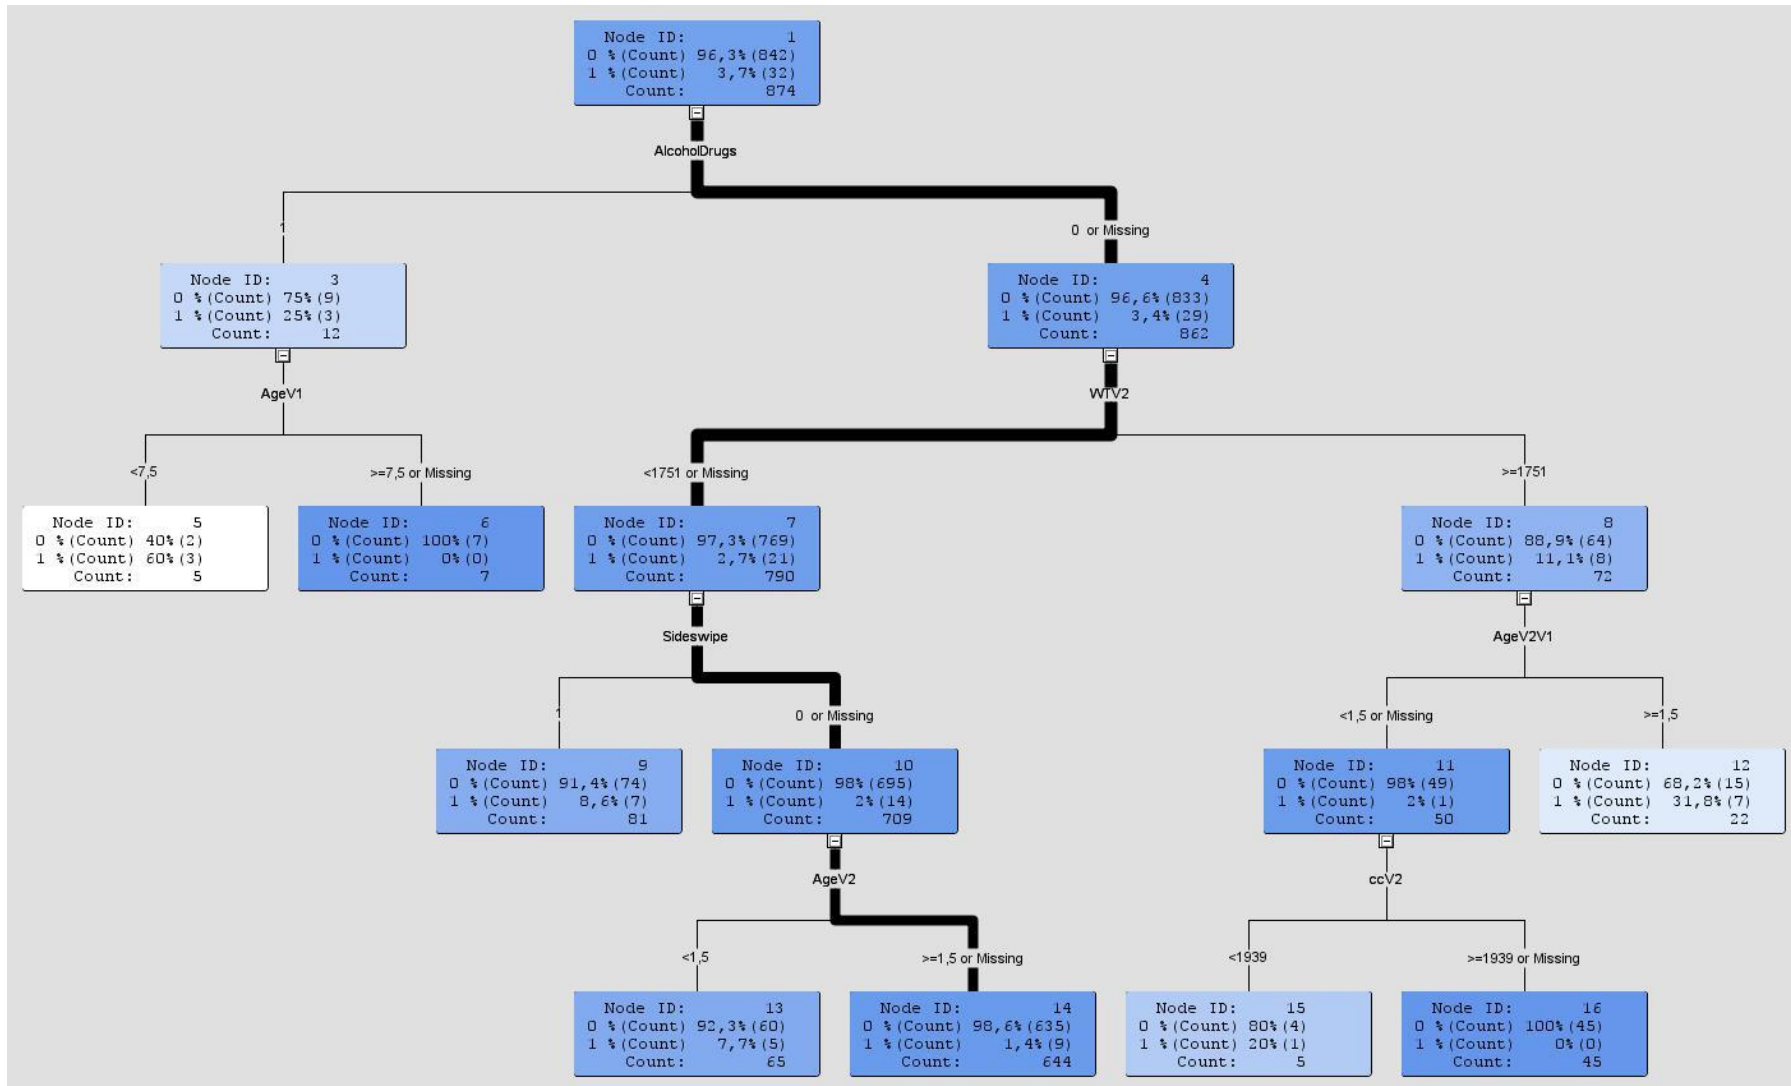 Node ID: 1
0 %(Count) 96,3%(842)
1 %(Count) 3,7%(32)
Count: 874
AlcoholDrugs
1
0 or Missing
Node ID: 3
0 %(Count) 75%(9)
1 %(Count) 25%(3)
Count: 12
Node ID: 4
0 %(Count) 96,6%(833)
1 %(Count) 3,4%(29)
Count: 862
AgeV1
WTV2
<7,5
>=7,5 or Missing
<1751 or Missing
>=1751
Node ID: 5
0 %(Count) 40%(2)
1 %(Count) 60%(3)
Count: 5
Node ID: 6
0 %(Count) 100%(7)
1 %(Count) 0%(0)
Count: 7
Node ID: 7
0 %(Count) 97,3%(769)
1 %(Count) 2,7%(21)
Count: 790
Node ID: 8
0 %(Count) 88,9%(64)
1 %(Count) 11,1%(8)
Count: 72
Sideswipe
AgeV2V1
1
0 or Missing
<1,5 or Missing
>=1,5
Node ID: 9
0 %(Count) 91,4%(74)
1 %(Count) 8,6%(7)
Count: 81
Node ID: 10
0 %(Count) 98%(695)
1 %(Count) 2%(14)
Count: 709
Node ID: 11
0 %(Count) 98%(49)
1 %(Count) 2%(1)
Count: 50
Node ID: 12
0 %(Count) 68,2%(15)
1 %(Count) 31,8%(7)
Count: 22
AgeV2
ccV2
<1,5
>=1,5 or Missing
<1939
>=1939 or Missing
Node ID: 13
0 %(Count) 92,3%(60)
1 %(Count) 7,7%(5)
Count: 65
Node ID: 14
0 %(Count) 98,6%(635)
1 %(Count) 1,4%(9)
Count: 644
Node ID: 15
0 %(Count) 80%(4)
1 %(Count) 20%(1)
Count: 5
Node ID: 16
0 %(Count) 100%(45)
1 %(Count) 0%(0)
Count: 45